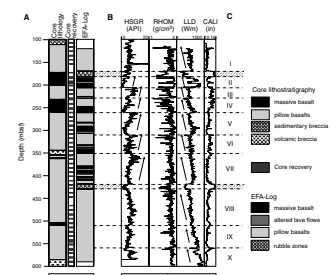 A
B
C
Core lithology
Core recovery
EFA-Log
HSGR (API)
RHOM (g/cm³)
LLD (Wm)
CALI (in)
Depth (mbsf)
100
150
200
250
300
350
400
450
500
550
600
I
II
III
IV
V
VI
VII
VIII
IX
X
Core lithostratigraphy
massive basalt
pillow basalts
sedimentary breccia
volcanic breccia
Core recovery
EFA-Log
massive basalt
altered lava flows
pillow basalts
rubble zones